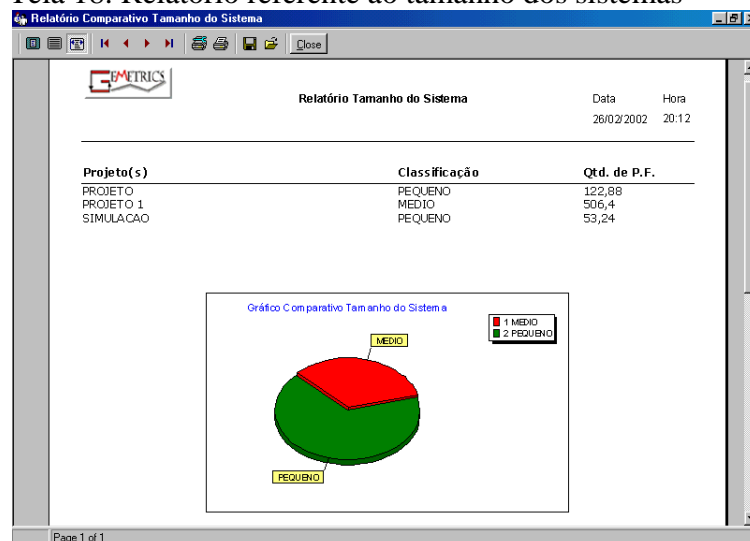 Tela 18: Relatório referente ao tamanho dos sistemas
Relatório Comparativo Tamanho do Sistema
Close
GEMETRICS
Relatório Tamanho do Sistema
Data Hora
26/02/2002 20:12
Projeto(s) Classificação Qtd. de P.F.
PROJETO PEQUENO 122,88
PROJETO 1 MEDIO 506,4
SIMULACAO PEQUENO 53,24
Gráfico Comparativo Tamanho do Sistema
1 MEDIO
2 PEQUENO
MEDIO
PEQUENO
Page 1 of 1